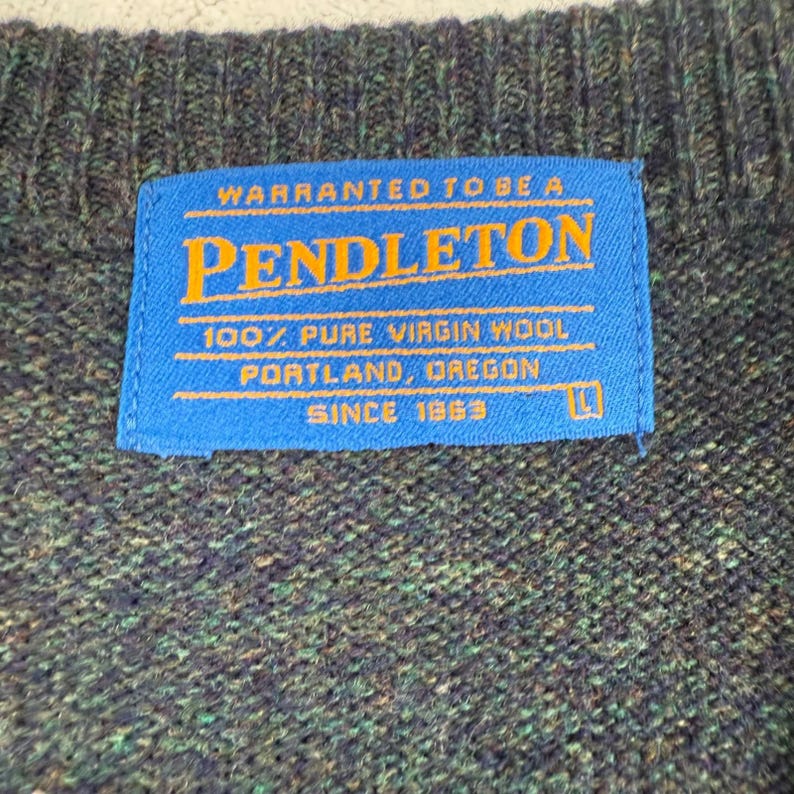 WARRANTED TO BE A
PENDLETON
100% PURE VIRGIN WOOL
PORTLAND, OREGON
SINCE 1863 L